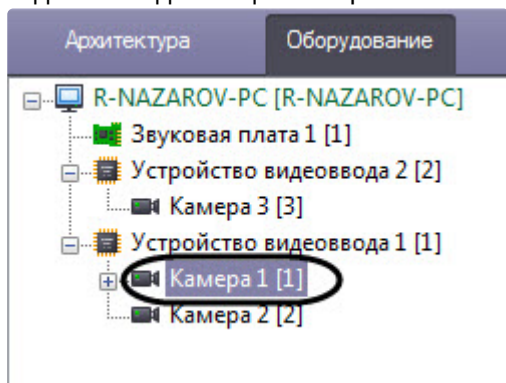 Архитектура Оборудование
R-NAZAROV-PC [R-NAZAROV-PC]
Звуковая плата 1 [1]
Устройство видеоввода 2 [2]
Камера 3 [3]
Устройство видеоввода 1 [1]
Камера 1 [1]
Камера 2 [2]